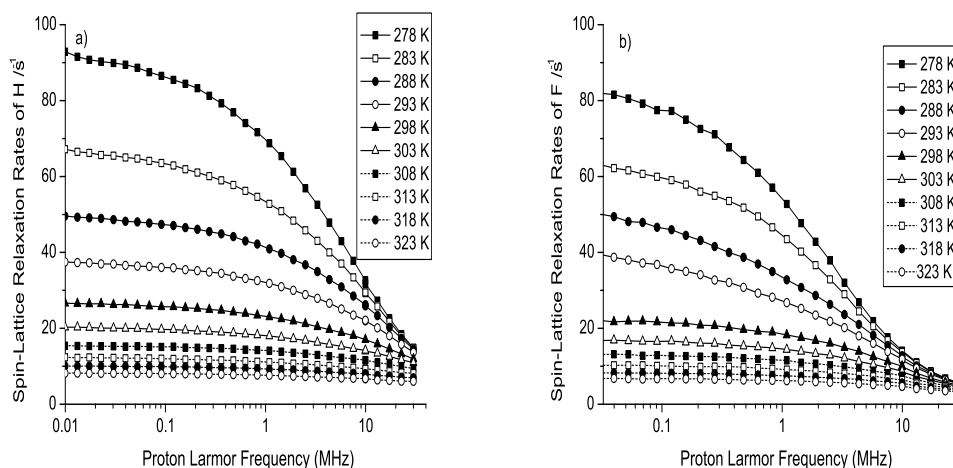 a)
Spin-Lattice Relaxation Rates of H /s⁻¹
100
80
60
40
20
0
0.01
0.1
1
10
Proton Larmor Frequency (MHz)
278 K
283 K
288 K
293 K
298 K
303 K
308 K
313 K
318 K
323 K
b)
Spin-Lattice Relaxation Rates of F /s⁻¹
100
80
60
40
20
0
0.1
1
10
Proton Larmor Frequency (MHz)
278 K
283 K
288 K
293 K
298 K
303 K
308 K
313 K
318 K
323 K